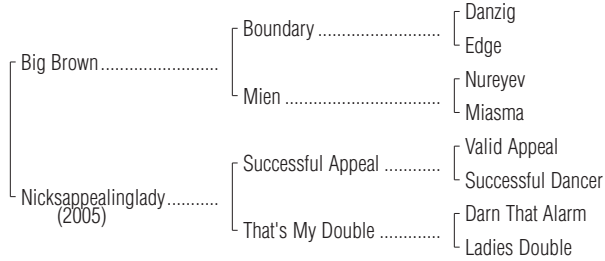 Danzig
Boundary ........................
Edge
Big Brown........................
Nureyev
Mien ...............................
Miasma
Valid Appeal
Successful Appeal ............
Successful Dancer
Nicksappealinglady...........
(2005)
Darn That Alarm
That's My Double .............
Ladies Double